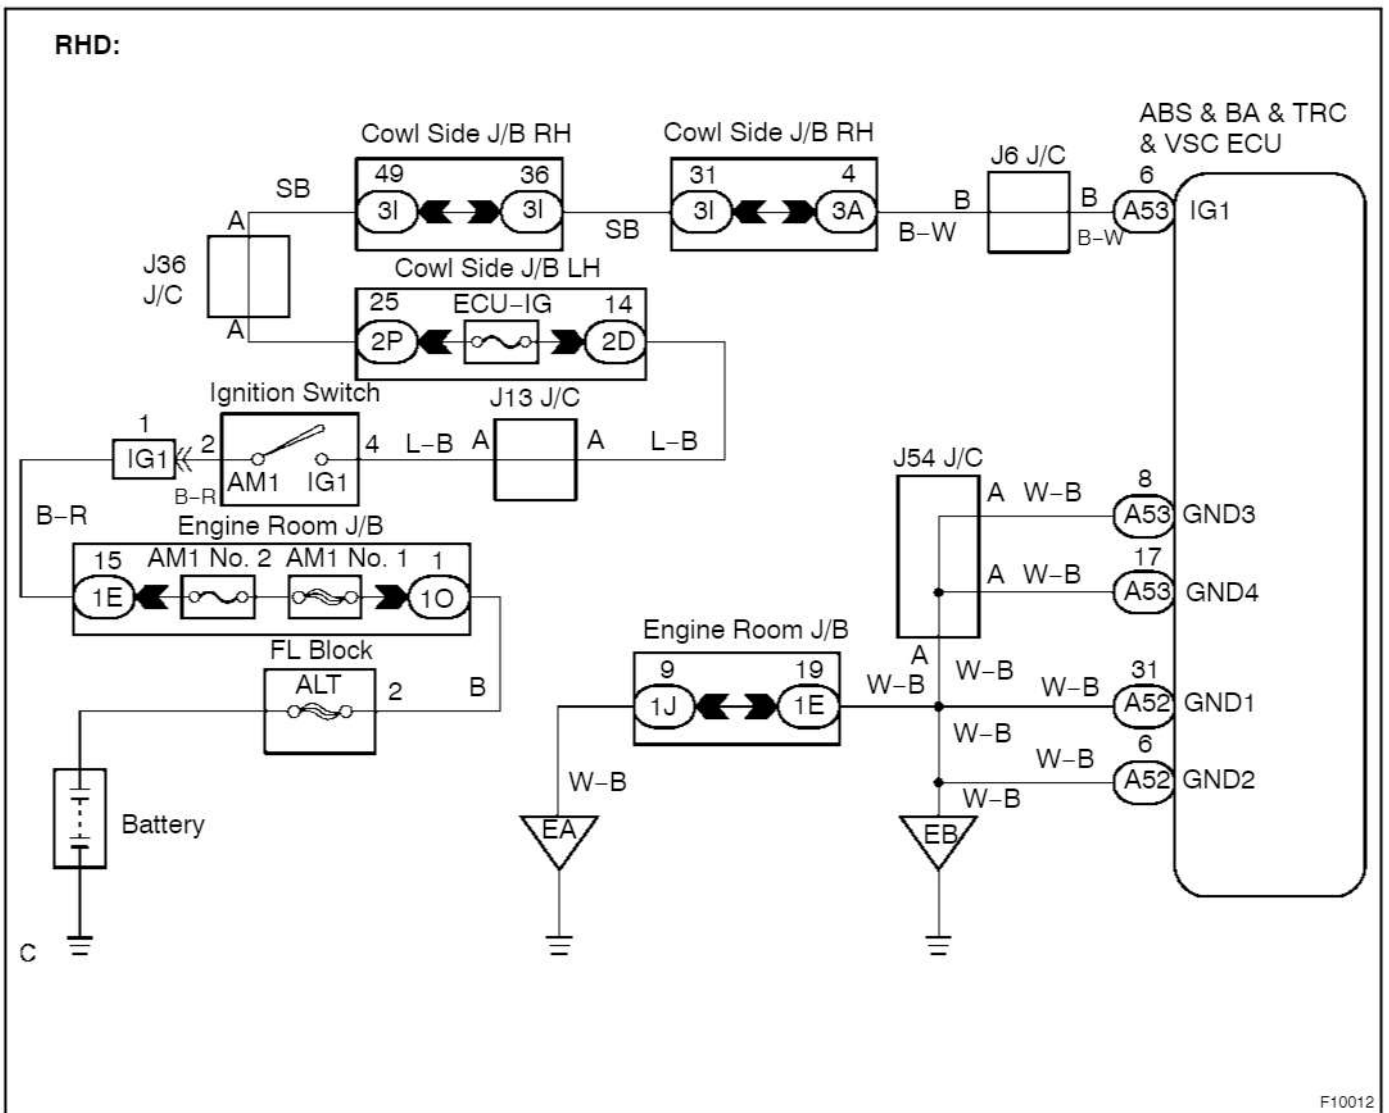 RHD:
ABS & BA & TRC
& VSC ECU
Cowl Side J/B RH
Cowl Side J/B RH
J6 J/C
49
36
31
4
6
SB
3I
3I
SB
3I
3A
B
B-W
B
B-W
A53
IG1
A
J36
J/C
A
Cowl Side J/B LH
25
ECU-IG
14
2P
2D
Ignition Switch
J13 J/C
1
IG1
2
B-R
AM1
IG1
4
L-B
A
A
L-B
B-R
J54 J/C
A
W-B
8
A53
GND3
A
W-B
17
A53
GND4
A
Engine Room J/B
15
AM1 No. 2
AM1 No. 1
1
1E
1O
FL Block
ALT
2
B
Engine Room J/B
9
19
1J
1E
W-B
W-B
W-B
31
A52
GND1
W-B
W-B
6
A52
GND2
W-B
W-B
EA
EB
Battery
C
F10012